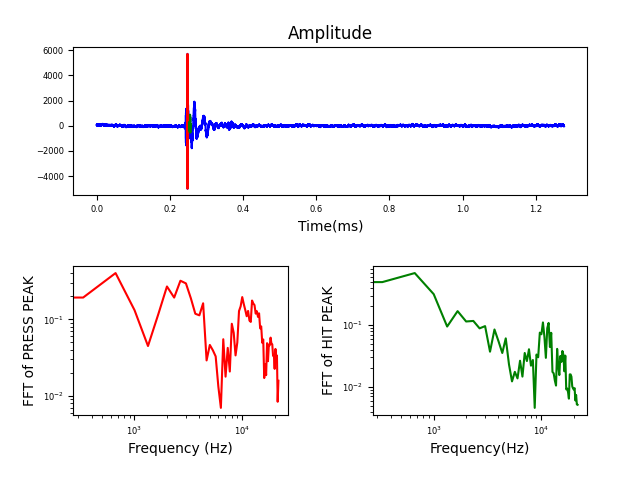 Amplitude
6000
4000
2000
0
−2000
−4000
0.0 0.2 0.4 0.6 0.8 1.0 1.2
Time(ms)
FFT of PRESS PEAK
10⁻¹
10⁻²
10³ 10⁴
Frequency (Hz)
FFT of HIT PEAK
10⁻¹
10⁻²
10³ 10⁴
Frequency(Hz)